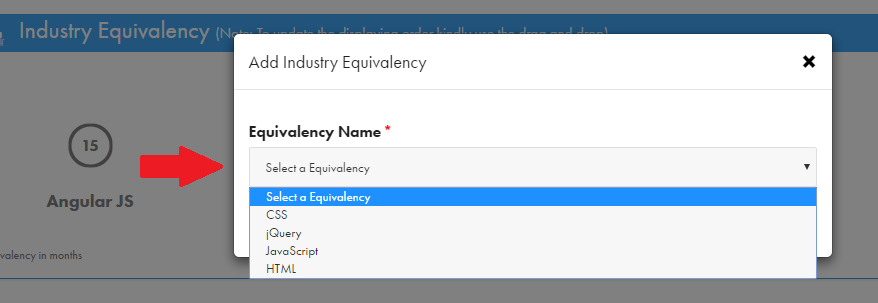 Industry Equivalency (Note: To update the displaying order kindly use the drag and drop)
Add Industry Equivalency
Equivalency Name *
15
Select a Equivalency
Angular JS
Select a Equivalency
CSS
jQuery
JavaScript
valency in months
HTML